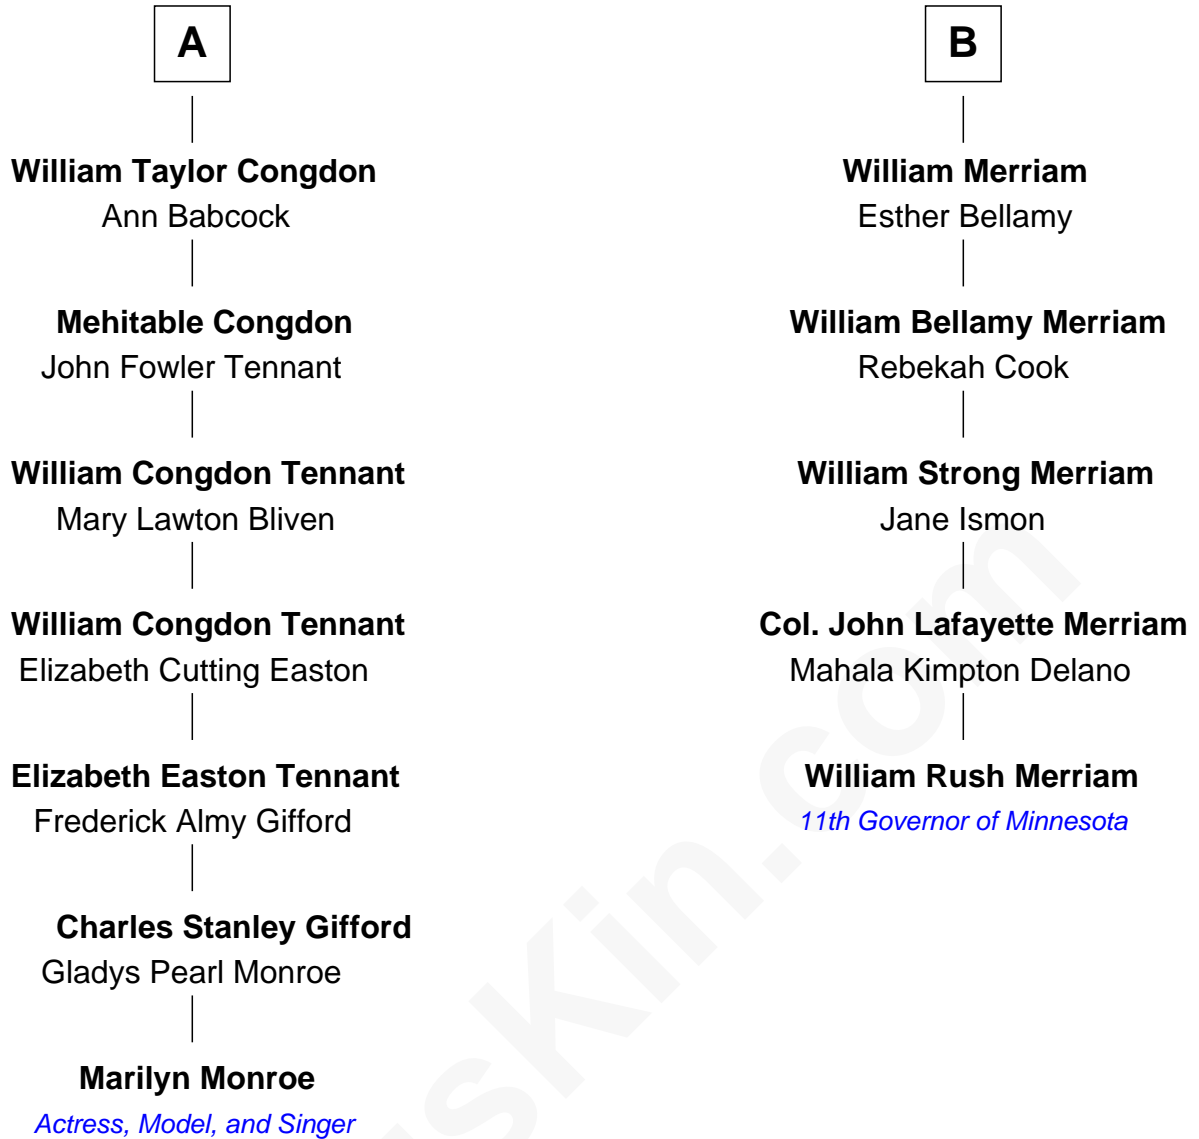 A
William Taylor Congdon
Ann Babcock
Mehitable Congdon
John Fowler Tennant
William Congdon Tennant
Mary Lawton Bliven
William Congdon Tennant
Elizabeth Cutting Easton
Elizabeth Easton Tennant
Frederick Almy Gifford
Charles Stanley Gifford
Gladys Pearl Monroe
Marilyn Monroe
Actress, Model, and Singer
B
William Merriam
Esther Bellamy
William Bellamy Merriam
Rebekah Cook
William Strong Merriam
Jane Ismon
Col. John Lafayette Merriam
Mahala Kimpton Delano
William Rush Merriam
11th Governor of Minnesota
usKin.com